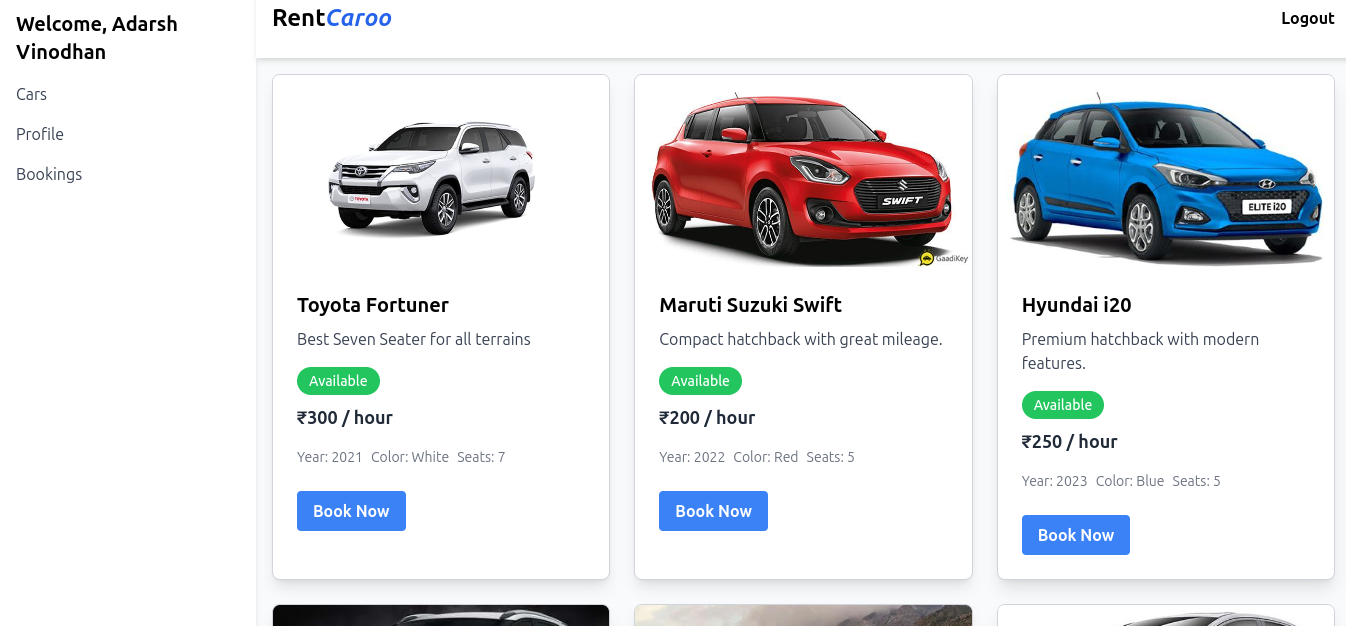 Welcome, Adarsh
Vinodhan
Cars
Profile
Bookings
RentCaroo
Logout
TOYOTA
Toyota Fortuner
Best Seven Seater for all terrains
Available
₹300 / hour
Year: 2021 Color: White Seats: 7
Book Now
SWIFT
GaadiKey
Maruti Suzuki Swift
Compact hatchback with great mileage.
Available
₹200 / hour
Year: 2022 Color: Red Seats: 5
Book Now
ELITE i20
Hyundai i20
Premium hatchback with modern
features.
Available
₹250 / hour
Year: 2023 Color: Blue Seats: 5
Book Now